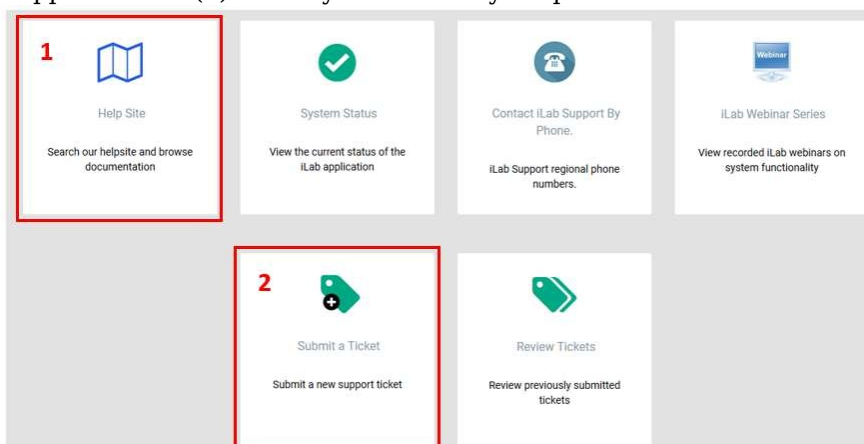 1
Help Site
Search our helpsite and browse
documentation
System Status
View the current status of the
iLab application
Contact iLab Support By
Phone.
iLab Support regional phone
numbers.
Webinar
iLab Webinar Series
View recorded iLab webinars on
system functionality
2
Submit a Ticket
Submit a new support ticket
Review Tickets
Review previously submitted
tickets